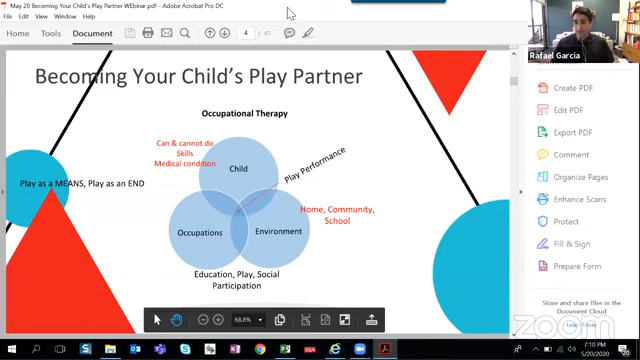 May 20 Becoming Your Child's Play Partner WEbinar.pdf - Adobe Acrobat Pro DC
File Edit View Window Help
Home Tools Document
4 / 41
Rafael Garcia
Becoming Your Child's Play Partner
Occupational Therapy
Can & cannot do
Skills
Medical condition
Child
Play Performance
Play as a MEANS, Play as an END
Home, Community,
School
Occupations
Environment
Education, Play, Social
Participation
68.8%
Create PDF
Edit PDF
Export PDF
Comment
Organize Pages
Enhance Scans
Protect
Fill & Sign
Prepare Form
Store and share files in the
Document Cloud
Learn More
zoom
7:10 PM
5/20/2020